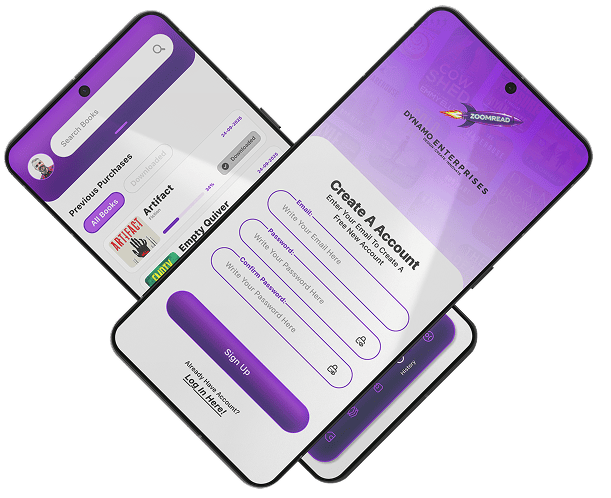 Search Books
Previous Purchases
All Books
Downloaded
24-09-2025
Downloaded
ARTIFACT
Artifact
34%
24-09-2025
Empty Quiver
ZOOMREAD
DYNAMO ENTERPRISES
Create A Account
Enter Your Email To Create A
Free New Account
Email:
Write Your Email Here
Password:
Write Your Password Here
Confirm Password:
Write Your Password Here
Sign Up
Already Have Account?
Log In Here!
History